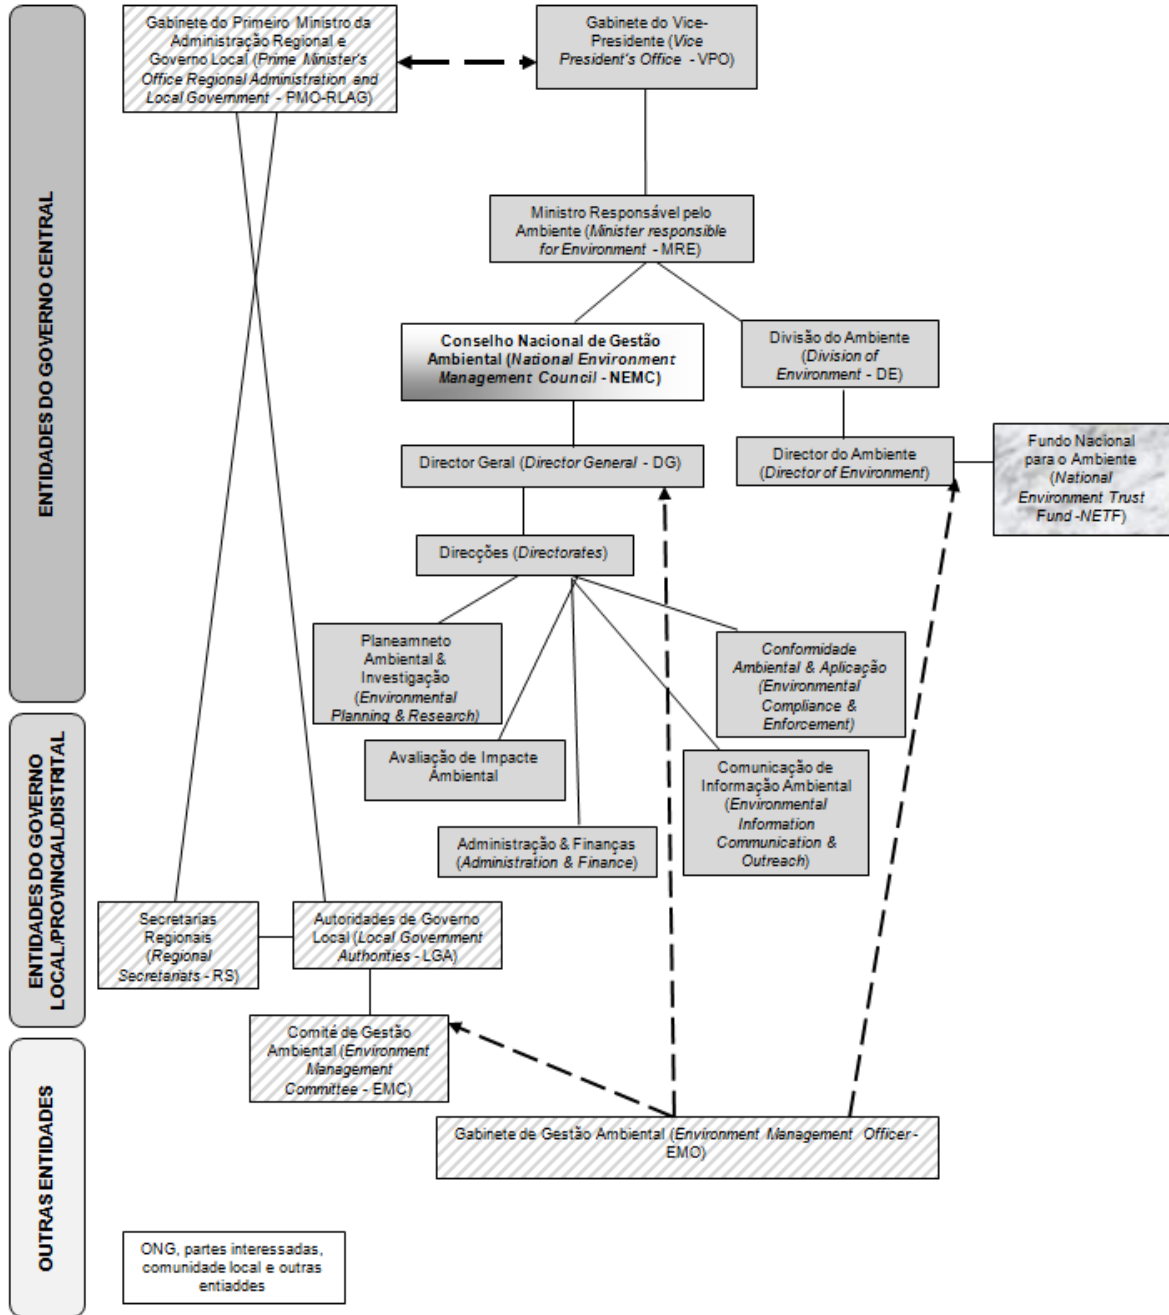 Gabinete do Primeiro Ministro da
Administração Regional e
Governo Local (Prime Minister's
Office Regional Administration and
Local Government - PMO-RLAG)
Gabinete do Vice-
Presidente (Vice
President's Office - VPO)
Ministro Responsável pelo
Ambiente (Minister responsible
for Environment - MRE)
Conselho Nacional de Gestão
Ambiental (National Environment
Management Council - NEMC)
Divisão do Ambiente
(Division of
Environment - DE)
Director Geral (Director General - DG)
Director do Ambiente
(Director of Environment)
Fundo Nacional
para o Ambiente
(National
Environment Trust
Fund -NETF)
Direcções (Directorates)
Planeamneto
Ambiental &
Investigação
(Environmental
Planning & Research)
Conformidade
Ambiental & Aplicação
(Environmental
Compliance &
Enforcement)
Avaliação de Impacte
Ambiental
Comunicação de
Informação Ambiental
(Environmental
Information
Communication &
Outreach)
Administração & Finanças
(Administration & Finance)
ENTIDADES DO GOVERNO CENTRAL
ENTIDADES DO GOVERNO
LOCAL/PROVINCIAL/DISTRITAL
Secretarias
Regionais
(Regional
Secretariats - RS)
Autoridades de Governo
Local (Local Government
Authorities - LGA)
Comité de Gestão
Ambiental (Environment
Management
Committee - EMC)
Gabinete de Gestão Ambiental (Environment Management Officer -
EMO)
OUTRAS ENTIDADES
ONG, partes interessadas,
comunidade local e outras
entiaddes